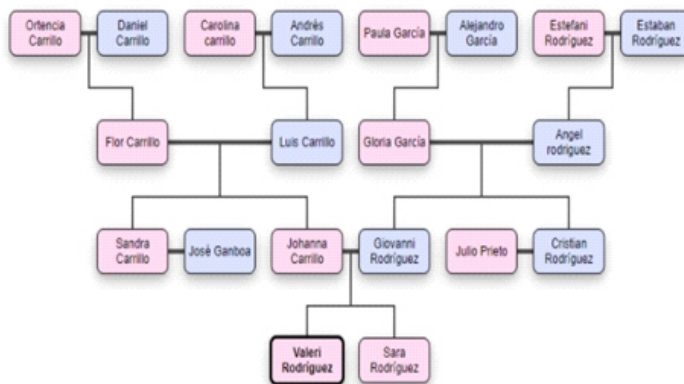 Ortencia
Carrillo
Daniel
Carrillo
Carolina
carrillo
Andrés
Carrillo
Paula García
Alejandro
García
Estefani
Rodríguez
Estaban
Rodríguez
Flor Carrillo
Luis Carrillo
Gloria García
Angel
rodriguez
Sandra
Carrillo
José Ganboa
Johanna
Carrillo
Giovanni
Rodríguez
Julio Prieto
Cristian
Rodríguez
Valeri
Rodríguez
Sara
Rodríguez